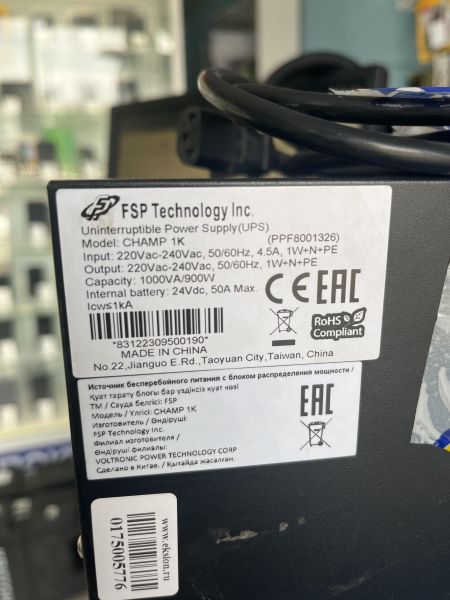 FSP Technology Inc.
Uninterruptible Power Supply(UPS)
Model: CHAMP 1K (PPF8001326)
Input: 220Vac-240Vac, 50/60Hz, 4.5A, 1W+N+PE
Output: 220Vac-240Vac, 50/60Hz, 1W+N+PE
Capacity: 1000VA/900W
Internal battery: 24Vdc, 50A Max.
Icw≤1kA
CE EAC
RoHS
Compliant
*83122309500190*
MADE IN CHINA
No.22,Jianguo E.Rd.,Taoyuan City,Taiwan, China
Источник бесперебойного питания с блоком распределения мощности /
Қуат тарату блогы бар үздіксіз қуат көзі
ТМ / Сауда белгісі: FSP
Модель / Үлгісі: CHAMP 1K
Изготовитель / Өндіруші:
FSP Technology Inc.
Филиал изготовителя /
Өндіруші филиалы:
VOLTRONIC POWER TECHNOLOGY CORP
Сделано в Китае. / Қытайда жасалған.
EAC
www.ekslon.ru
0175005776